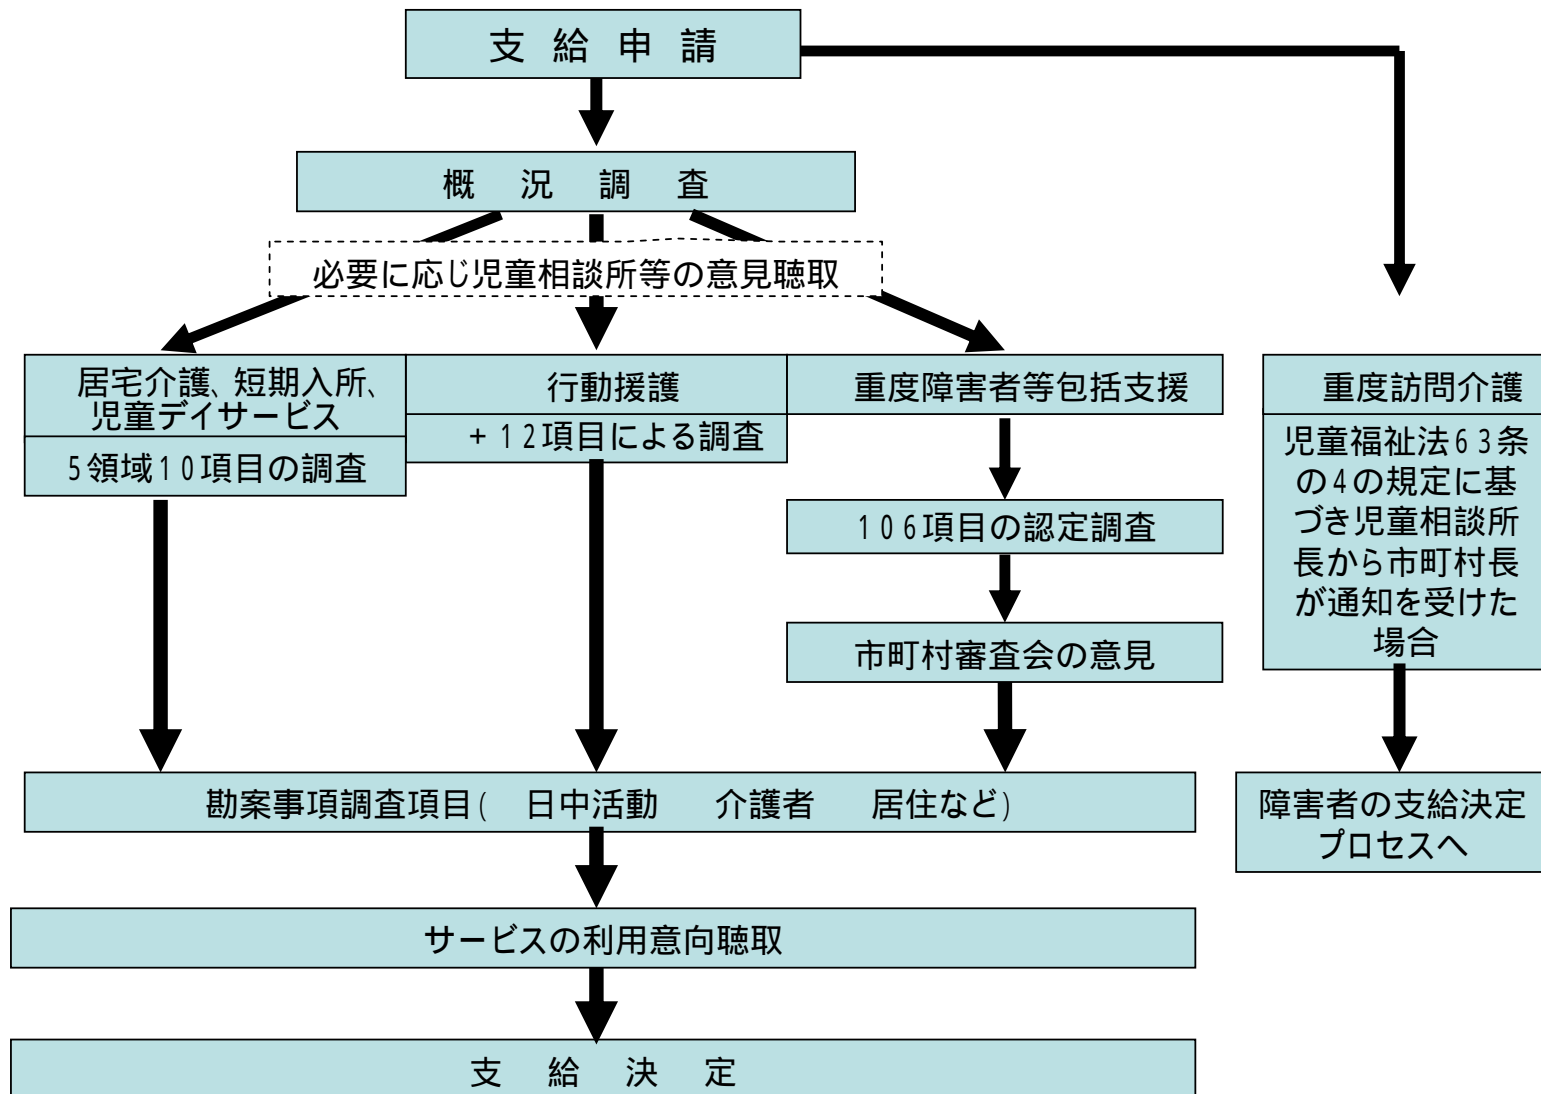 支給申請
概況調査
必要に応じ児童相談所等の意見聴取
居宅介護、短期入所、
児童デイサービス
5領域10項目の調査
行動援護
+12項目による調査
重度障害者等包括支援
106項目の認定調査
市町村審査会の意見
重度訪問介護
児童福祉法63条
の4の規定に基
づき児童相談所
長から市町村長
が通知を受けた
場合
勘案事項調査項目( 日中活動 介護者 居住など)
障害者の支給決定
プロセスへ
サービスの利用意向聴取
支給決定